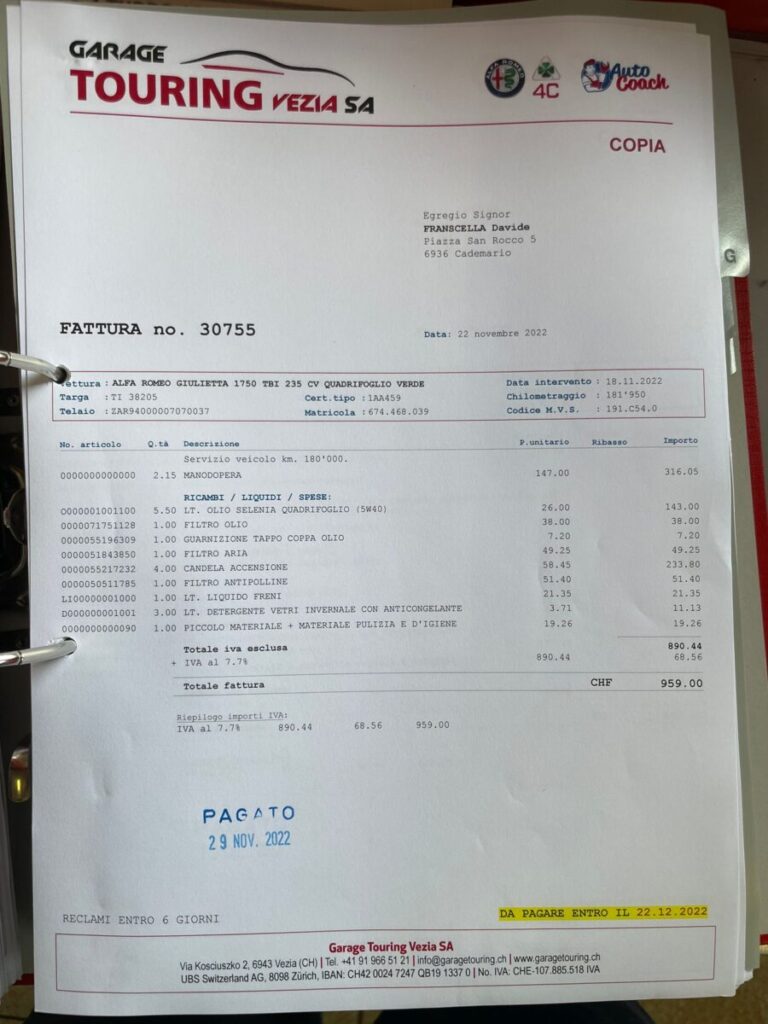 GARAGE
TOURING VEZIA SA
ALFA ROMEO
4C
Auto Coach
COPIA
Egregio Signor
FRANSCELLA Davide
Piazza San Rocco 5
6936 Cademario
G
FATTURA no. 30755
Data: 22 novembre 2022
Vettura : ALFA ROMEO GIULIETTA 1750 TBI 235 CV QUADRIFOGLIO VERDE Data intervento : 18.11.2022
Targa : TI 38205 Cert.tipo : 1AA459 Chilometraggio : 181'950
Telaio : ZAR94000007070037 Matricola : 674.468.039 Codice M.V.S. : 191.C54.0
No. articolo Q.tà Descrizione P.unitario Ribasso Importo
Servizio veicolo km. 180'000.
0000000000000 2.15 MANODOPERA 147.00 316.05
RICAMBI / LIQUIDI / SPESE:
O000001001100 5.50 LT. OLIO SELENIA QUADRIFOGLIO (5W40) 26.00 143.00
0000071751128 1.00 FILTRO OLIO 38.00 38.00
0000055196309 1.00 GUARNIZIONE TAPPO COPPA OLIO 7.20 7.20
0000051843850 1.00 FILTRO ARIA 49.25 49.25
0000055217232 4.00 CANDELA ACCENSIONE 58.45 233.80
0000050511785 1.00 FILTRO ANTIPOLLINE 51.40 51.40
LI00000001000 1.00 LT. LIQUIDO FRENI 21.35 21.35
D000000001001 3.00 LT. DETERGENTE VETRI INVERNALE CON ANTICONGELANTE 3.71 11.13
0000000000090 1.00 PICCOLO MATERIALE + MATERIALE PULIZIA E D'IGIENE 19.26 19.26
Totale iva esclusa 890.44
+ IVA al 7.7% 890.44 68.56
Totale fattura CHF 959.00
Riepilogo importi IVA:
IVA al 7.7% 890.44 68.56 959.00
PAGATO
29 NOV. 2022
RECLAMI ENTRO 6 GIORNI
DA PAGARE ENTRO IL 22.12.2022
Garage Touring Vezia SA
Via Kosciuszko 2, 6943 Vezia (CH) | Tel. +41 91 966 51 21 | info@garagetouring.ch | www.garagetouring.ch
UBS Switzerland AG, 8098 Zürich, IBAN: CH42 0024 7247 QB19 1337 0 | No. IVA: CHE-107.885.518 IVA